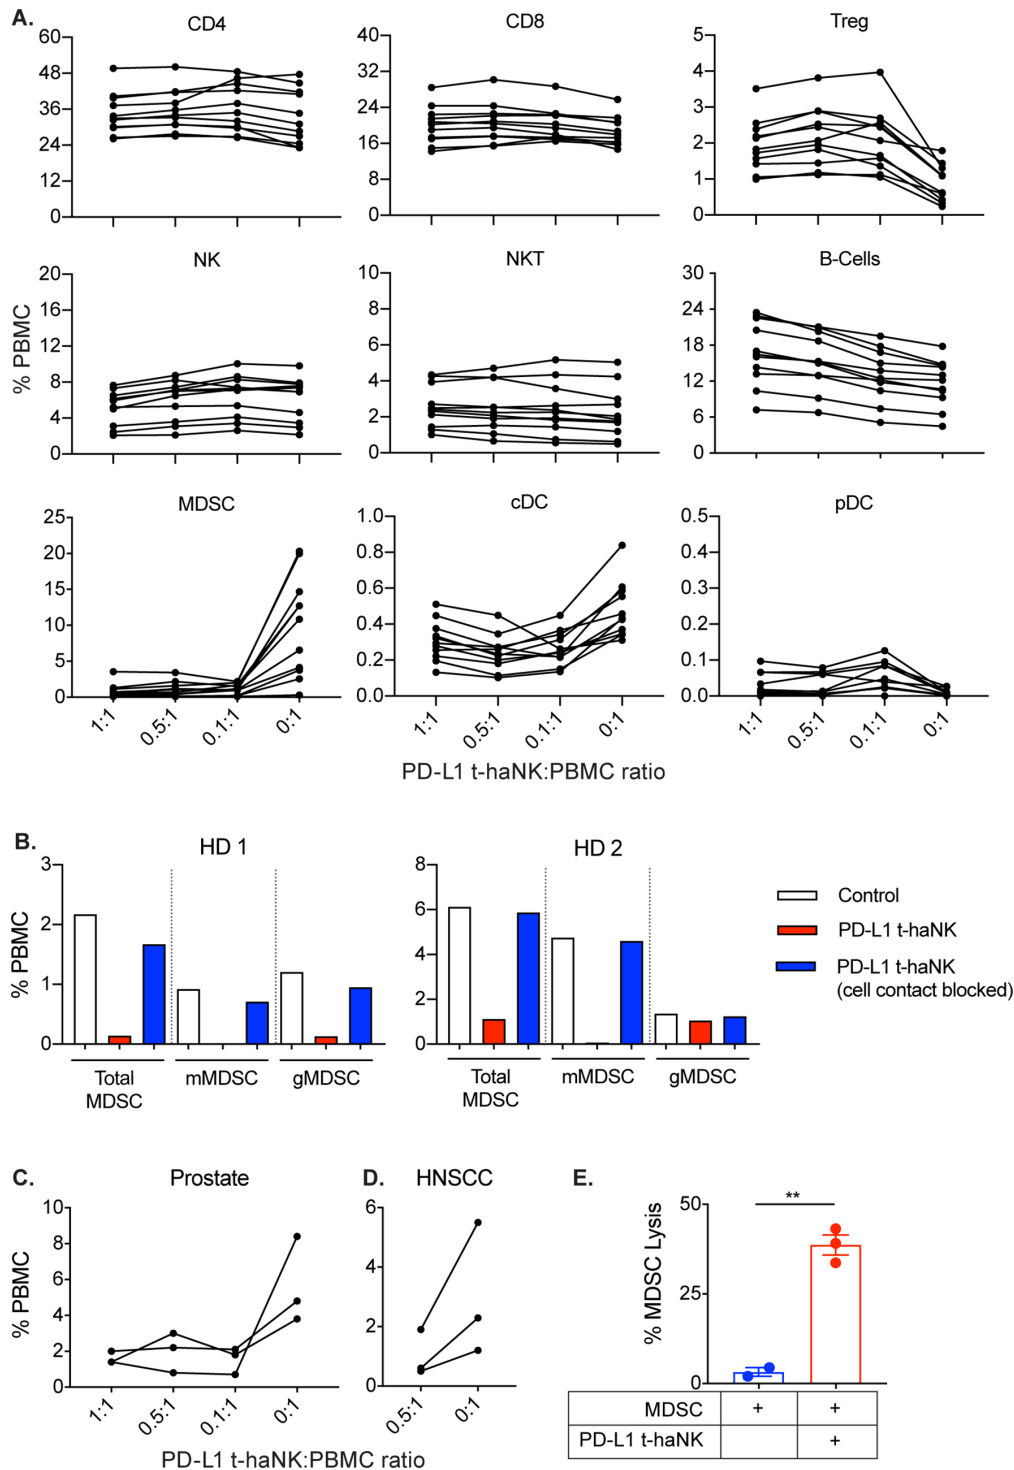 A.
CD4
CD8
Treg
60
48
36
24
12
0
40
32
24
16
8
0
5
4
3
2
1
0
NK
NKT
B-Cells
% PBMC
20
16
12
8
4
0
10
8
6
4
2
0
30
24
18
12
6
0
MDSC
cDC
pDC
25
20
15
10
5
0
1.0
0.8
0.6
0.4
0.2
0.0
0.5
0.4
0.3
0.2
0.1
0.0
1:1 0.5:1 0.1:1 0:1
1:1 0.5:1 0.1:1 0:1
1:1 0.5:1 0.1:1 0:1
PD-L1 t-haNK:PBMC ratio
B.
HD 1
HD 2
% PBMC
3
2
1
0
8
6
4
2
0
Total MDSC
mMDSC
gMDSC
Total MDSC
mMDSC
gMDSC
Control
PD-L1 t-haNK
PD-L1 t-haNK
(cell contact blocked)
C.
Prostate
% PBMC
10
8
6
4
2
0
1:1 0.5:1 0.1:1 0:1
D.
HNSCC
6
4
2
0
0.5:1 0:1
PD-L1 t-haNK:PBMC ratio
E.
% MDSC Lysis
50
25
0
**
MDSC + +
PD-L1 t-haNK +